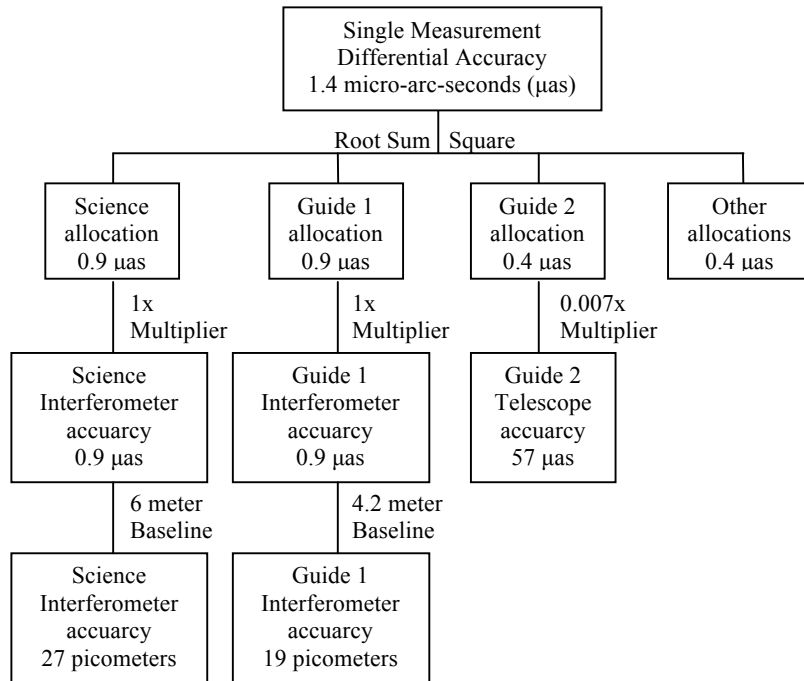 Single Measurement
Differential Accuracy
1.4 micro-arc-seconds (µas)
Root Sum Square
Science
allocation
0.9 µas
Guide 1
allocation
0.9 µas
Guide 2
allocation
0.4 µas
Other
allocations
0.4 µas
1x
Multiplier
1x
Multiplier
0.007x
Multiplier
Science
Interferometer
accuarcy
0.9 µas
Guide 1
Interferometer
accuarcy
0.9 µas
Guide 2
Telescope
accuarcy
57 µas
6 meter
Baseline
4.2 meter
Baseline
Science
Interferometer
accuarcy
27 picometers
Guide 1
Interferometer
accuarcy
19 picometers